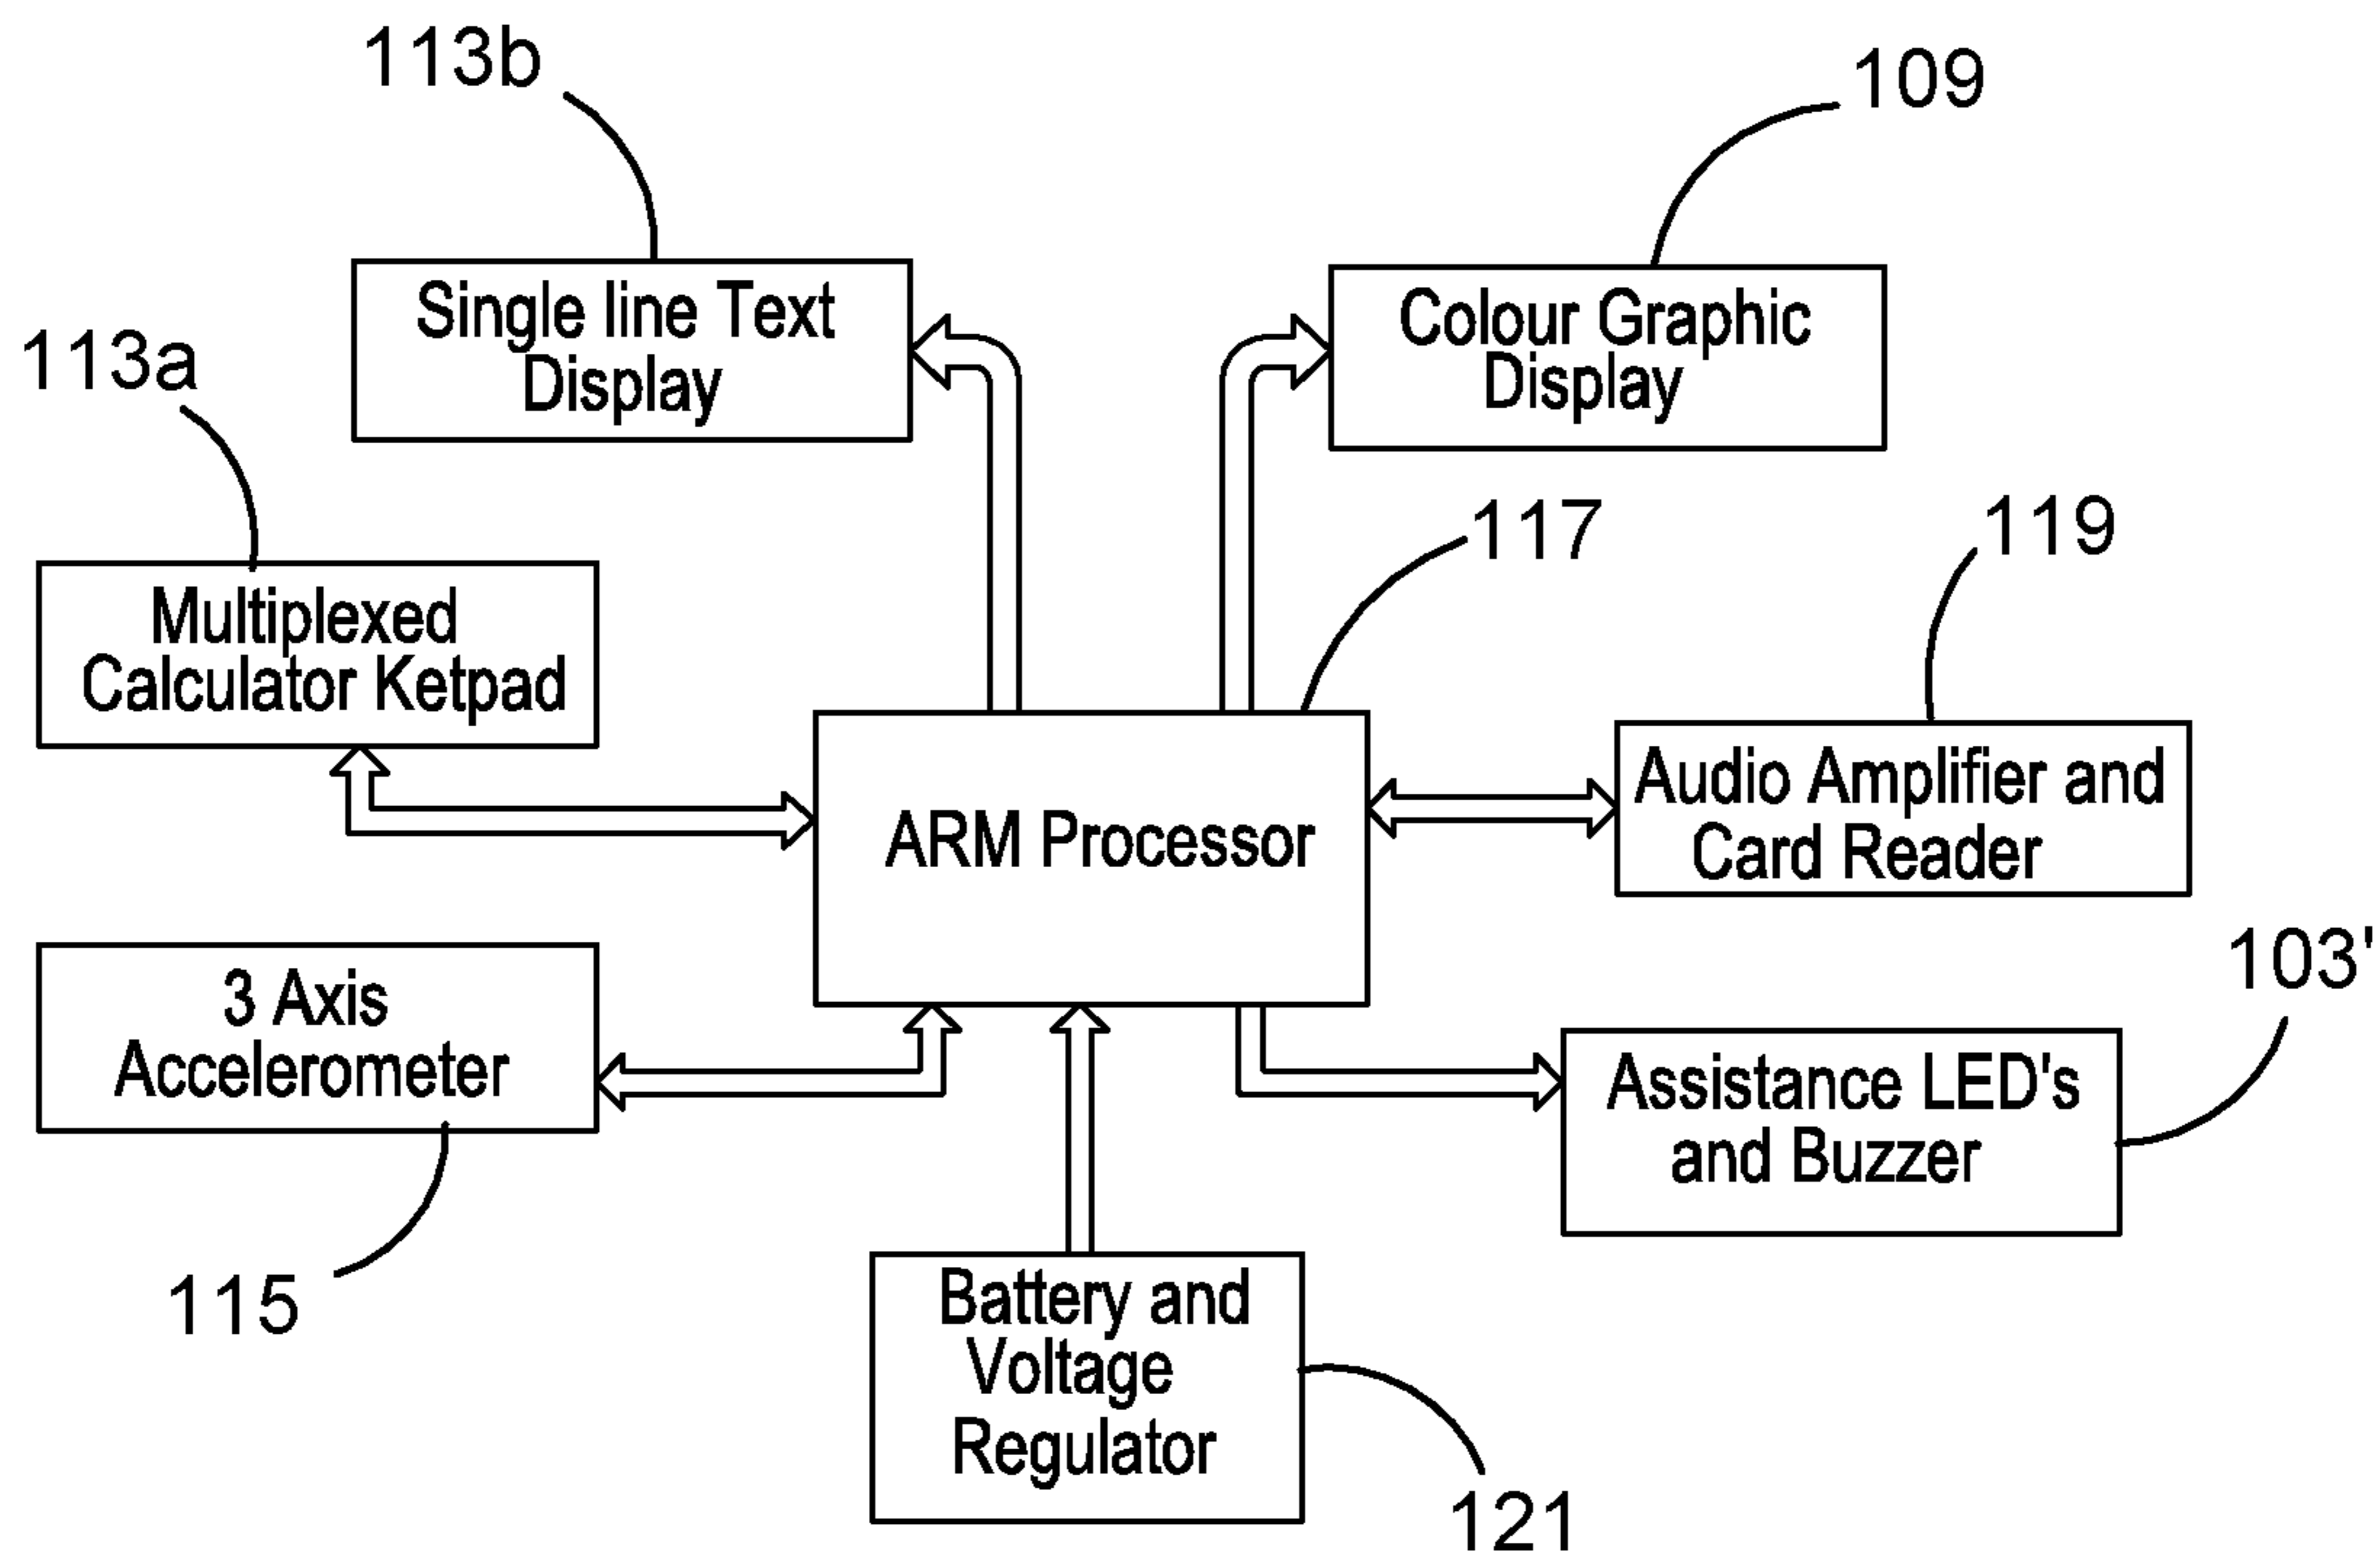 113b
109
Single line Text
Display
Colour Graphic
Display
113a
117
119
Multiplexed
Calculator Ketpad
ARM Processor
Audio Amplifier and
Card Reader
103'
3 Axis
Accelerometer
Assistance LED's
and Buzzer
115
Battery and
Voltage
Regulator
121